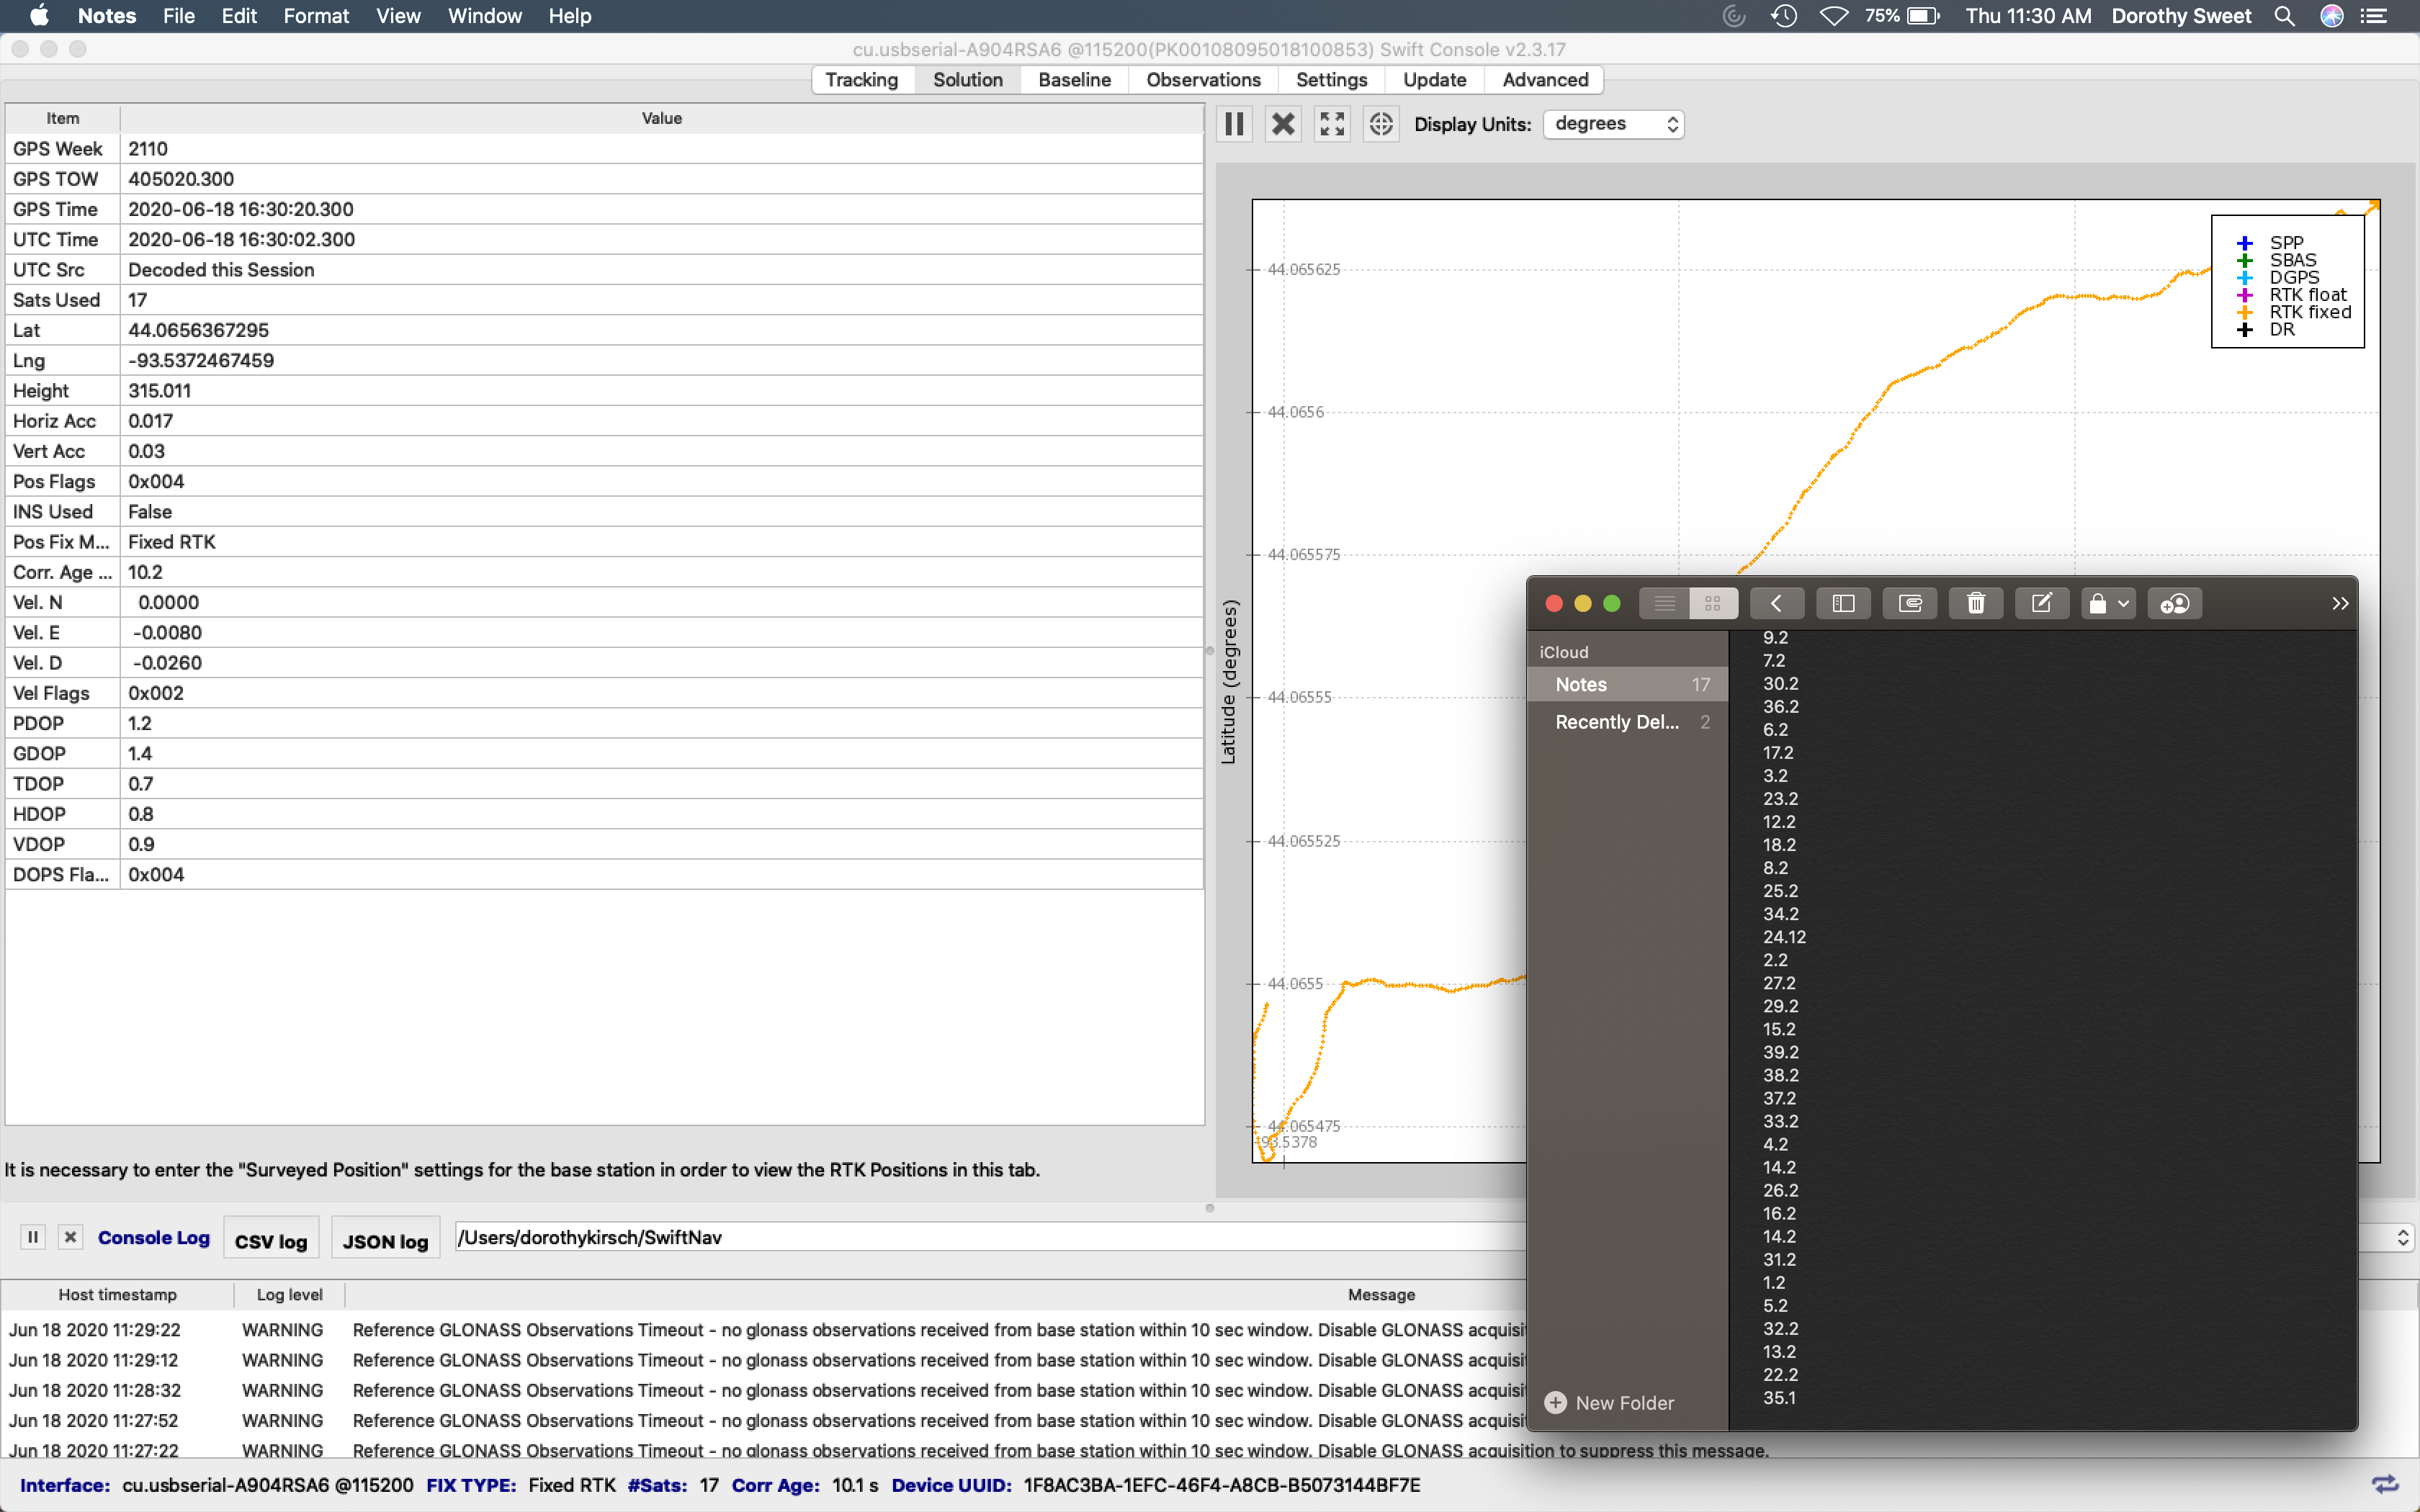 Notes File Edit Format View Window Help 75% Thu 11:30 AM Dorothy Sweet
cu.usbserial-A904RSA6 @115200(PK00108095018100853) Swift Console v2.3.17
Tracking Solution Baseline Observations Settings Update Advanced
Item Value
GPS Week 2110
GPS TOW 405020.300
GPS Time 2020-06-18 16:30:20.300
UTC Time 2020-06-18 16:30:02.300
UTC Src Decoded this Session
Sats Used 17
Lat 44.0656367295
Lng -93.5372467459
Height 315.011
Horiz Acc 0.017
Vert Acc 0.03
Pos Flags 0x004
INS Used False
Pos Fix M... Fixed RTK
Corr. Age ... 10.2
Vel. N 0.0000
Vel. E -0.0080
Vel. D -0.0260
Vel Flags 0x002
PDOP 1.2
GDOP 1.4
TDOP 0.7
HDOP 0.8
VDOP 0.9
DOPS Fla... 0x004
It is necessary to enter the "Surveyed Position" settings for the base station in order to view the RTK Positions in this tab.
Display Units: degrees
SPP
SBAS
DGPS
RTK float
RTK fixed
DR
Latitude (degrees)
44.065625
44.0656
44.065575
44.06555
44.065525
44.0655
44.065475
-93.5378
iCloud
Notes 17
Recently Del... 2
New Folder
9.2
7.2
30.2
36.2
6.2
17.2
3.2
23.2
12.2
18.2
8.2
25.2
34.2
24.12
2.2
27.2
29.2
15.2
39.2
38.2
37.2
33.2
4.2
14.2
26.2
16.2
14.2
31.2
1.2
5.2
32.2
13.2
22.2
35.1
Console Log CSV log JSON log /Users/dorothykirsch/SwiftNav
Host timestamp Log level Message
Jun 18 2020 11:29:22 WARNING Reference GLONASS Observations Timeout - no glonass observations received from base station within 10 sec window. Disable GLONASS acquisi
Jun 18 2020 11:29:12 WARNING Reference GLONASS Observations Timeout - no glonass observations received from base station within 10 sec window. Disable GLONASS acquisi
Jun 18 2020 11:28:32 WARNING Reference GLONASS Observations Timeout - no glonass observations received from base station within 10 sec window. Disable GLONASS acquisi
Jun 18 2020 11:27:52 WARNING Reference GLONASS Observations Timeout - no glonass observations received from base station within 10 sec window. Disable GLONASS acquisi
Jun 18 2020 11:27:22 WARNING Reference GLONASS Observations Timeout - no glonass observations received from base station within 10 sec window. Disable GLONASS acquisition to suppress this message.
Interface: cu.usbserial-A904RSA6 @115200 FIX TYPE: Fixed RTK #Sats: 17 Corr Age: 10.1 s Device UUID: 1F8AC3BA-1EFC-46F4-A8CB-B5073144BF7E